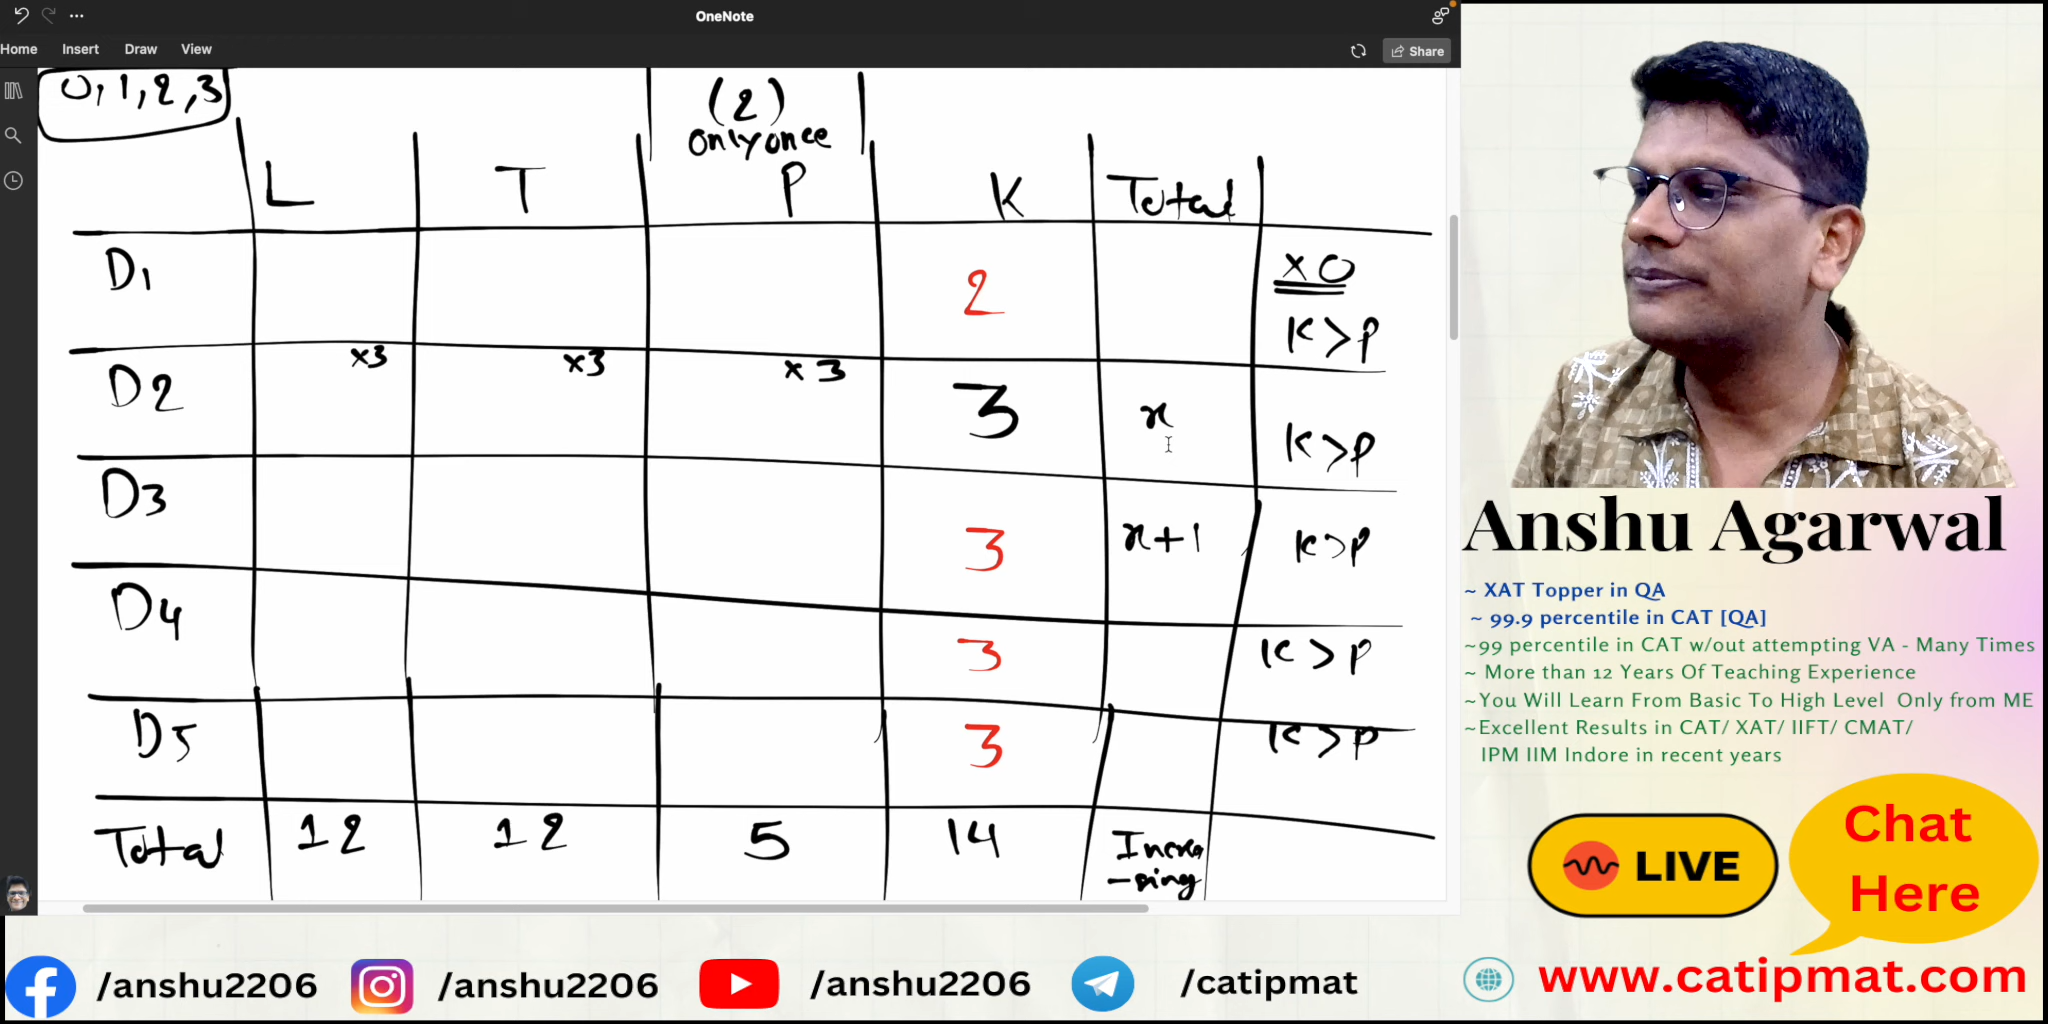 OneNote
Home Insert Draw View
Share
0, 1, 2, 3
(2)
Only once
L T P K Total
D1 2 x 0
K > P
D2 x3 x3 x 3 3 x K > P
D3 3 x+1 K > P
D4 3 K > P
D5 3 K > P
Total 12 12 5 14 Increa
-sing
Anshu Agarwal
~ XAT Topper in QA
~ 99.9 percentile in CAT [QA]
~99 percentile in CAT w/out attempting VA - Many Times
~ More than 12 Years Of Teaching Experience
~You Will Learn From Basic To High Level Only from ME
~Excellent Results in CAT/ XAT/ IIFT/ CMAT/
IPM IIM Indore in recent years
LIVE
Chat
Here
/anshu2206 /anshu2206 /anshu2206 /catipmat www.catipmat.com